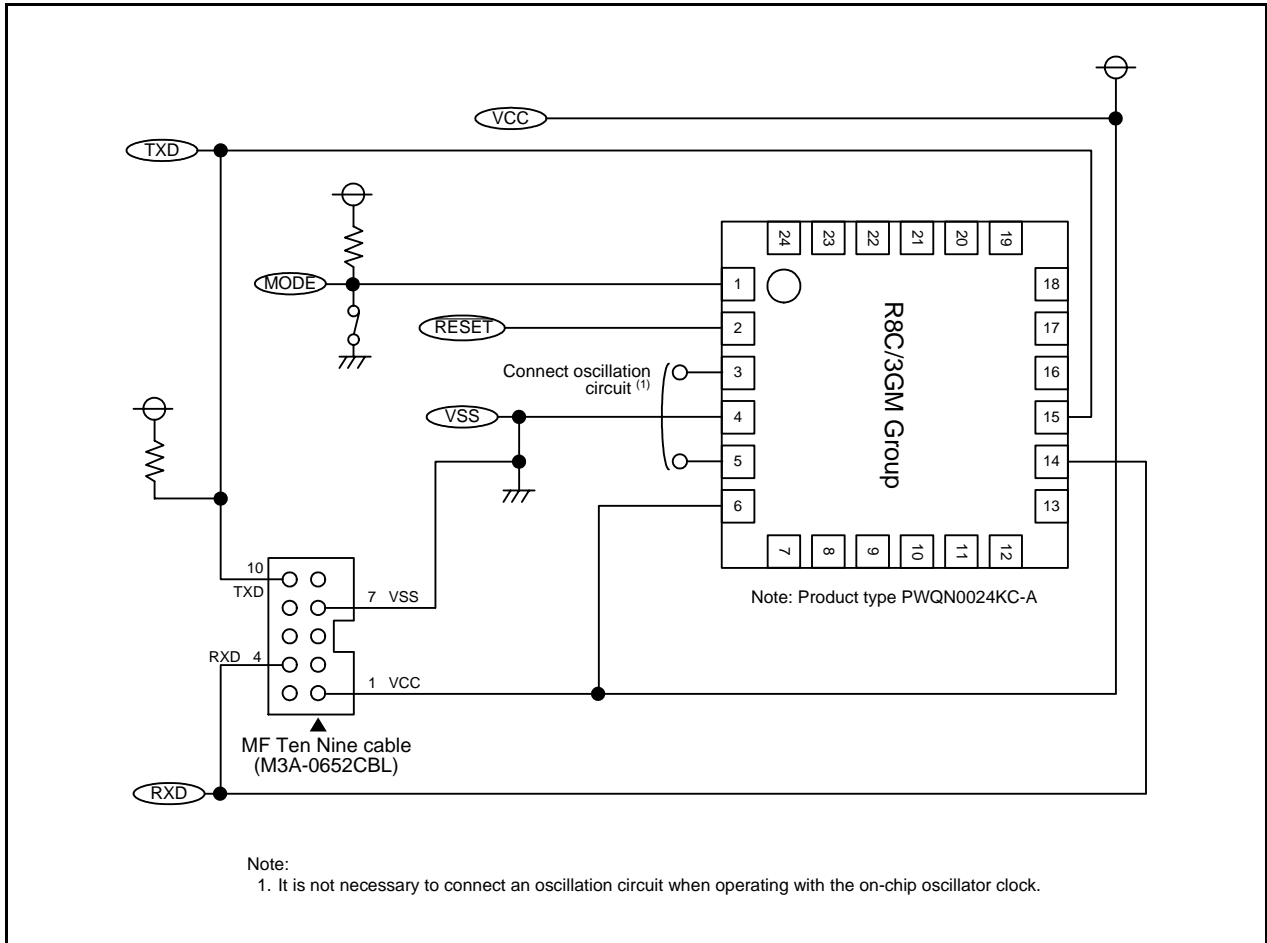 VCC
TXD
MODE
RESET
Connect oscillation
circuit (1)
VSS
24 23 22 21 20 19
1
2
3
4
5
6
18
17
16
15
14
13
7 8 9 10 11 12
R8C/3GM Group
Note: Product type PWQN0024KC-A
10
TXD
7 VSS
RXD 4
1 VCC
MF Ten Nine cable
(M3A-0652CBL)
RXD
Note:
1. It is not necessary to connect an oscillation circuit when operating with the on-chip oscillator clock.